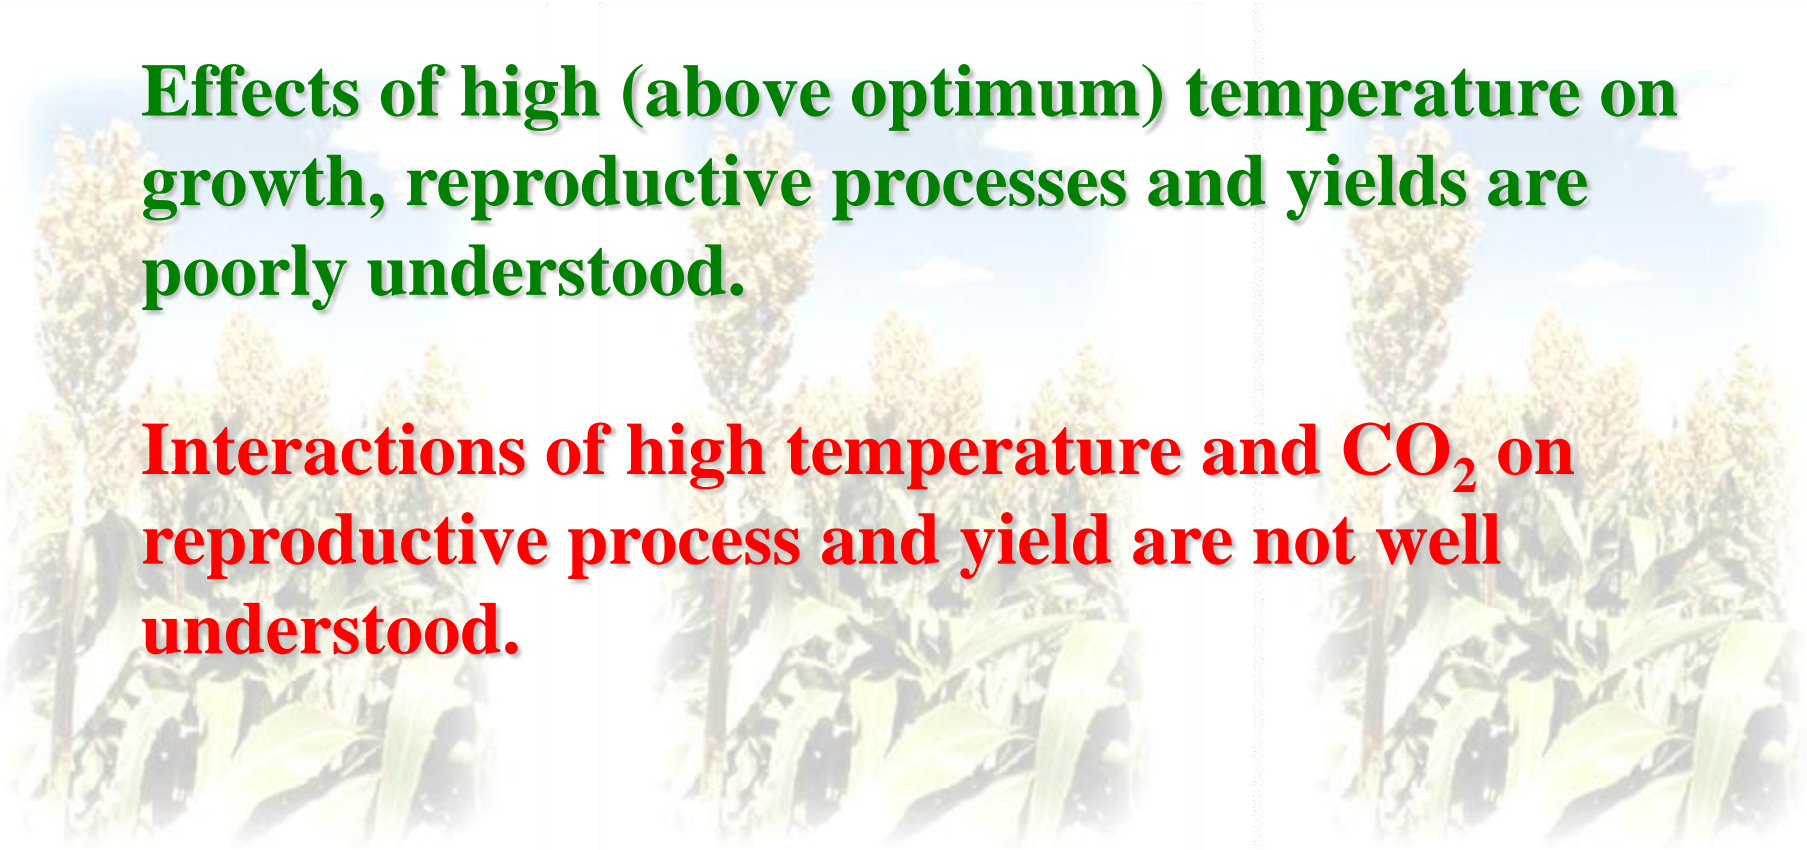 Effects of high (above optimum) temperature on
growth, reproductive processes and yields are
poorly understood.
Interactions of high temperature and CO₂ on
reproductive process and yield are not well
understood.